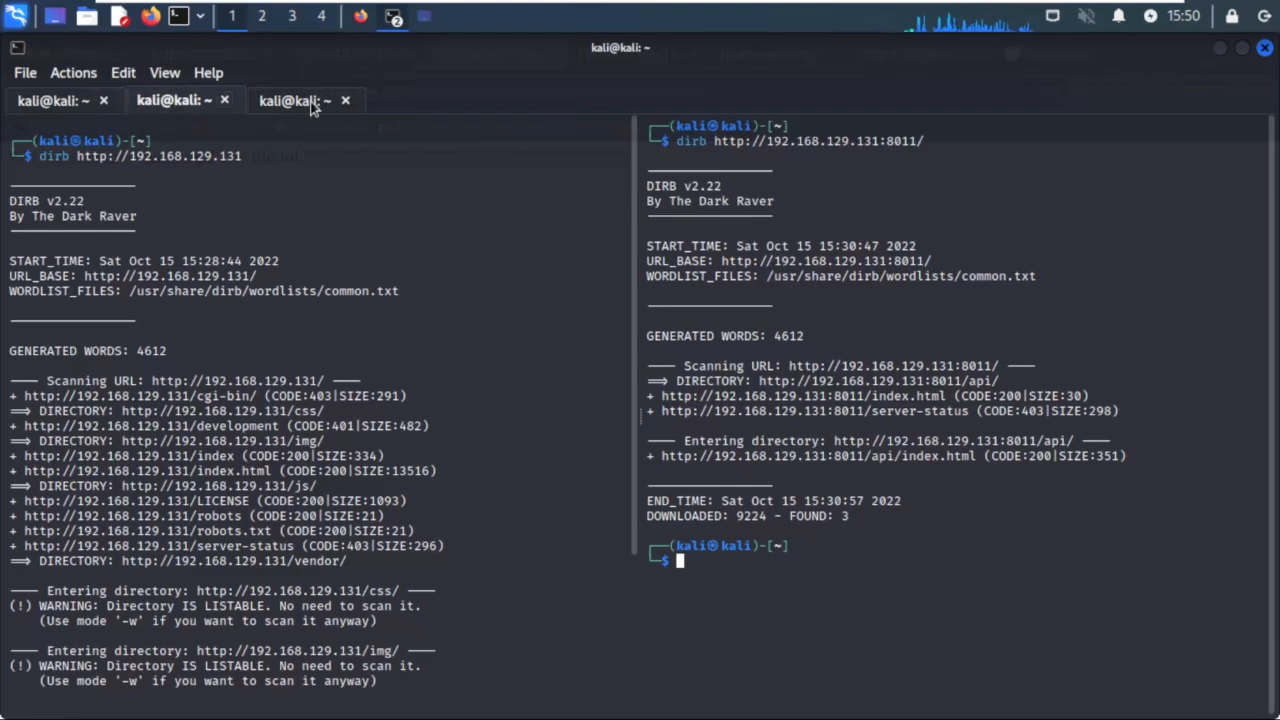 1 2 3 4
2
15:50
kali@kali: ~
File Actions Edit View Help
kali@kali: ~ × kali@kali: ~ × kali@kali: ~ ×
┌──(kali㉿kali)-[~]
└─$ dirb http://192.168.129.131
─────────────────
DIRB v2.22
By The Dark Raver
─────────────────
START_TIME: Sat Oct 15 15:28:44 2022
URL_BASE: http://192.168.129.131/
WORDLIST_FILES: /usr/share/dirb/wordlists/common.txt
─────────────────
GENERATED WORDS: 4612
──── Scanning URL: http://192.168.129.131/ ────
+ http://192.168.129.131/cgi-bin/ (CODE:403|SIZE:291)
==> DIRECTORY: http://192.168.129.131/css/
+ http://192.168.129.131/development (CODE:401|SIZE:482)
==> DIRECTORY: http://192.168.129.131/img/
+ http://192.168.129.131/index (CODE:200|SIZE:334)
+ http://192.168.129.131/index.html (CODE:200|SIZE:13516)
==> DIRECTORY: http://192.168.129.131/js/
+ http://192.168.129.131/LICENSE (CODE:200|SIZE:1093)
+ http://192.168.129.131/robots (CODE:200|SIZE:21)
+ http://192.168.129.131/robots.txt (CODE:200|SIZE:21)
+ http://192.168.129.131/server-status (CODE:403|SIZE:296)
==> DIRECTORY: http://192.168.129.131/vendor/
──── Entering directory: http://192.168.129.131/css/ ────
(!) WARNING: Directory IS LISTABLE. No need to scan it.
(Use mode '-w' if you want to scan it anyway)
──── Entering directory: http://192.168.129.131/img/ ────
(!) WARNING: Directory IS LISTABLE. No need to scan it.
(Use mode '-w' if you want to scan it anyway)
┌──(kali㉿kali)-[~]
└─$ dirb http://192.168.129.131:8011/
─────────────────
DIRB v2.22
By The Dark Raver
─────────────────
START_TIME: Sat Oct 15 15:30:47 2022
URL_BASE: http://192.168.129.131:8011/
WORDLIST_FILES: /usr/share/dirb/wordlists/common.txt
─────────────────
GENERATED WORDS: 4612
──── Scanning URL: http://192.168.129.131:8011/ ────
==> DIRECTORY: http://192.168.129.131:8011/api/
+ http://192.168.129.131:8011/index.html (CODE:200|SIZE:30)
+ http://192.168.129.131:8011/server-status (CODE:403|SIZE:298)
──── Entering directory: http://192.168.129.131:8011/api/ ────
+ http://192.168.129.131:8011/api/index.html (CODE:200|SIZE:351)
─────────────────
END_TIME: Sat Oct 15 15:30:57 2022
DOWNLOADED: 9224 - FOUND: 3
┌──(kali㉿kali)-[~]
└─$